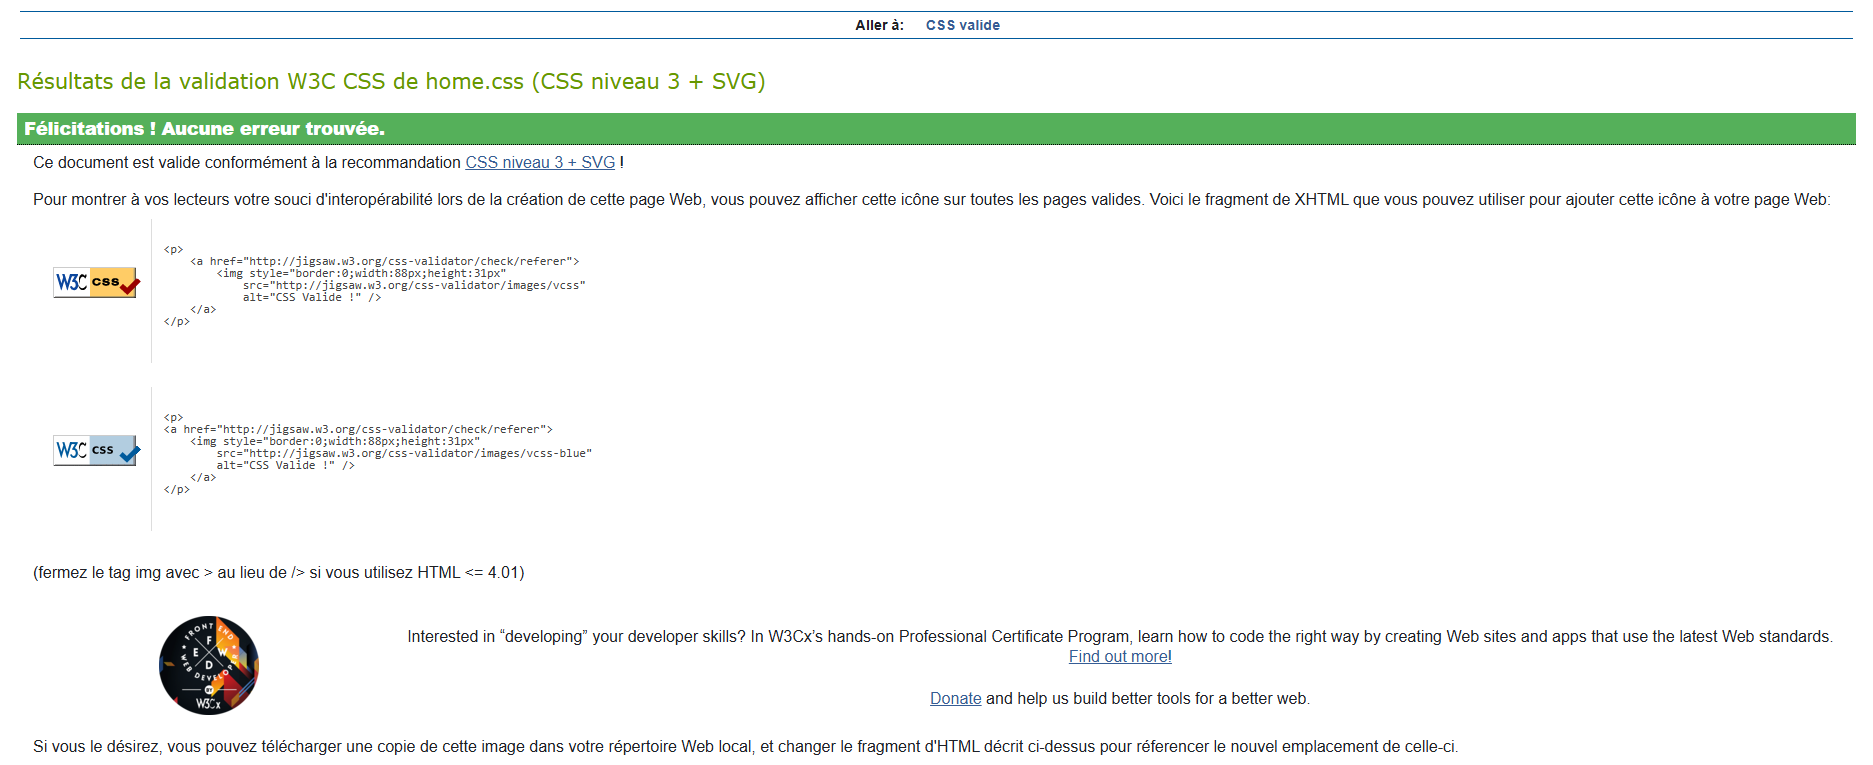 Aller à: CSS valide
Résultats de la validation W3C CSS de home.css (CSS niveau 3 + SVG)
Félicitations ! Aucune erreur trouvée.
Ce document est valide conformément à la recommandation CSS niveau 3 + SVG !
Pour montrer à vos lecteurs votre souci d'interopérabilité lors de la création de cette page Web, vous pouvez afficher cette icône sur toutes les pages valides. Voici le fragment de XHTML que vous pouvez utiliser pour ajouter cette icône à votre page Web:
W3C css
<p>
<a href="http://jigsaw.w3.org/css-validator/check/referer">
<img style="border:0;width:88px;height:31px"
src="http://jigsaw.w3.org/css-validator/images/vcss"
alt="CSS Valide !" />
</a>
</p>
W3C css
<p>
<a href="http://jigsaw.w3.org/css-validator/check/referer">
<img style="border:0;width:88px;height:31px"
src="http://jigsaw.w3.org/css-validator/images/vcss-blue"
alt="CSS Valide !" />
</a>
</p>
(fermez le tag img avec > au lieu de /> si vous utilisez HTML <= 4.01)
FRONT END
F
E W
D
WEB DEVELOPER
BY
W3Cx
Interested in “developing” your developer skills? In W3Cx’s hands-on Professional Certificate Program, learn how to code the right way by creating Web sites and apps that use the latest Web standards.
Find out more!
Donate and help us build better tools for a better web.
Si vous le désirez, vous pouvez télécharger une copie de cette image dans votre répertoire Web local, et changer le fragment d'HTML décrit ci-dessus pour réferencer le nouvel emplacement de celle-ci.